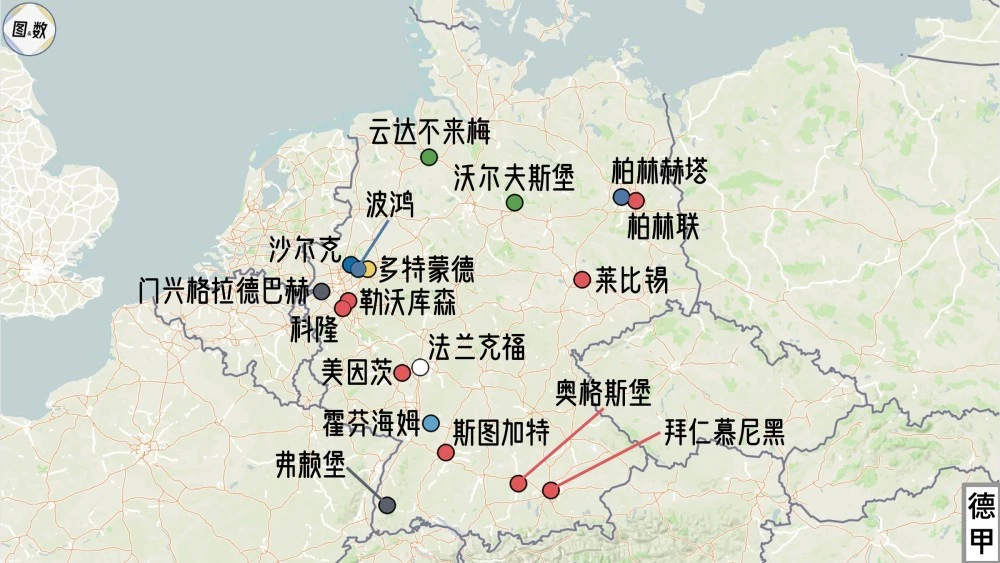 图&数
云达不来梅
沃尔夫斯堡
柏林赫塔
柏林联
波鸿
沙尔克
多特蒙德
莱比锡
门兴格拉德巴赫
勒沃库森
科隆
法兰克福
美因茨
奥格斯堡
霍芬海姆
斯图加特
拜仁慕尼黑
弗赖堡
德
甲